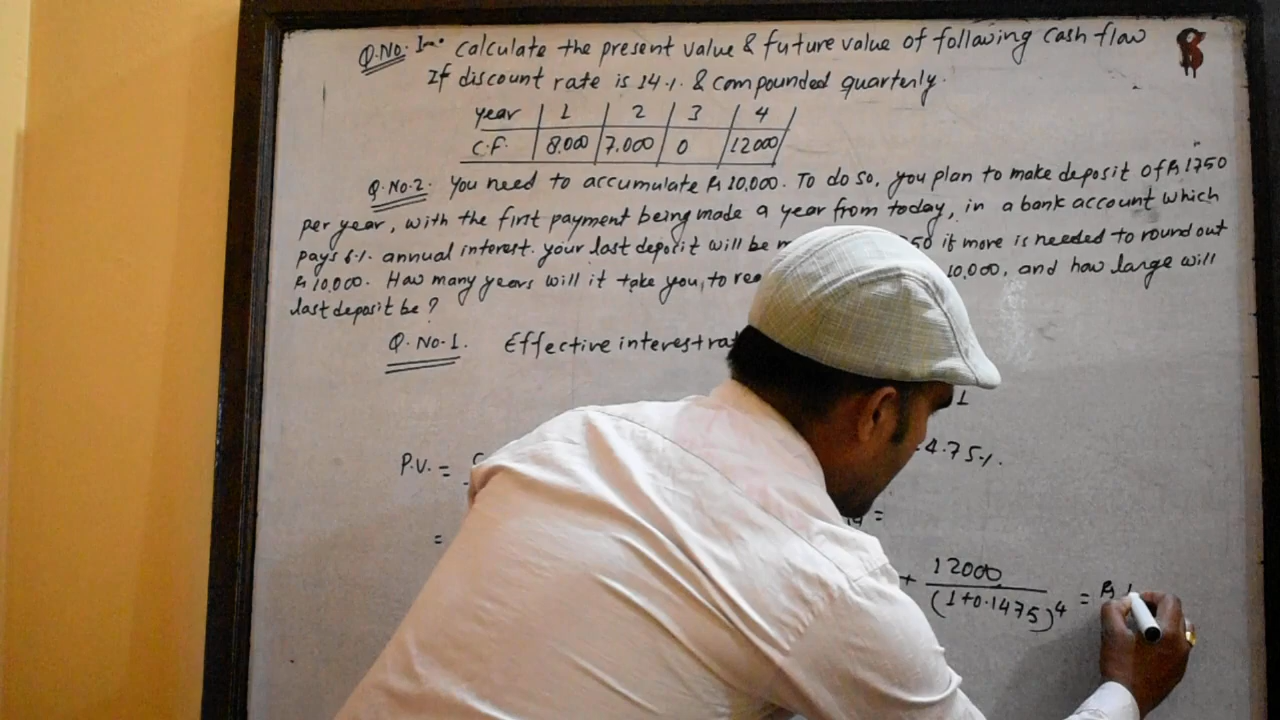 Q.No. 1no: Calculate the present value & future value of following cash flow
If discount rate is 14%. & compounded quarterly.
year 1 2 3 4
C.F. 8.000 7.000 0 12000
Q.No.2. You need to accumulate Rs 10,000. To do so, you plan to make deposit of Rs 1750
per year, with the first payment being made a year from today, in a bank account which
pays 6%. annual interest. your last deposit will be 50 if more is needed to round out
Rs 10,000. How many years will it take you, to 10,000, and how large will
last deposit be?
Q. No-1. Effective interest
1
4.75%.
P.V. =
=
=
+ 12000 / (1+0.1475)^4 = Rs 1